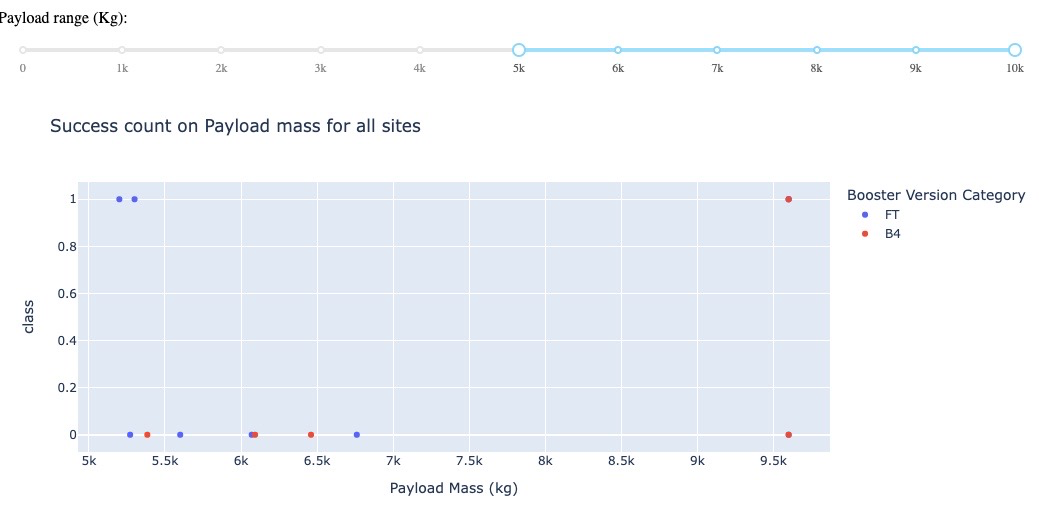 Payload range (Kg):
0 1k 2k 3k 4k 5k 6k 7k 8k 9k 10k
Success count on Payload mass for all sites
Booster Version Category
FT
B4
1
0.8
0.6
0.4
0.2
0
class
5k 5.5k 6k 6.5k 7k 7.5k 8k 8.5k 9k 9.5k
Payload Mass (kg)